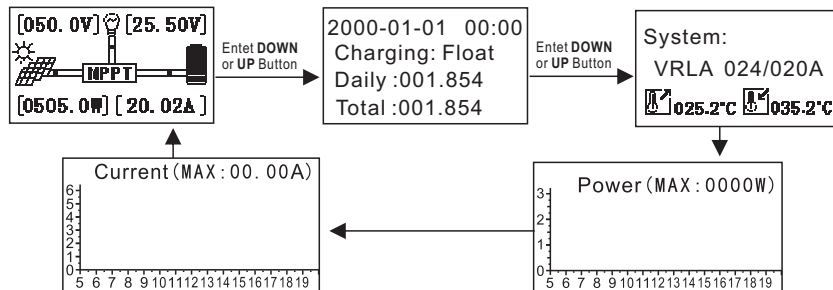 [050. 0V] [25. 50V]
MPPT
[0505. 0W] [ 20. 02A ]
Entet DOWN
or UP Button
2000-01-01 00:00
Charging: Float
Daily :001.854
Total :001.854
Entet DOWN
or UP Button
System:
VRLA 024/020A
025.2°C 035.2°C
Power(MAX:0000W)
3
2
1
0
5 6 7 8 9 10 11 12 13 14 15 16 17 18 19
Current(MAX:00. 00A)
6
5
4
3
2
1
0
5 6 7 8 9 10 11 12 13 14 15 16 17 18 19